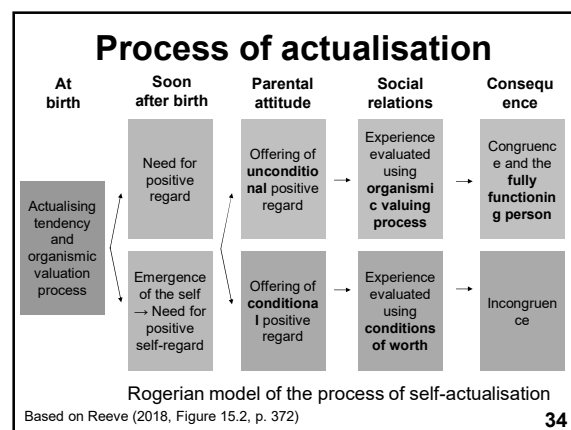 Process of actualisation
At
birth
Soon
after birth
Parental
attitude
Social
relations
Consequ
ence
Actualising
tendency
and
organismic
valuation
process
Need for
positive
regard
Emergence
of the self
→ Need for
positive
self-regard
Offering of
unconditio
nal positive
regard
Offering of
conditiona
l positive
regard
Experience
evaluated
using
organismi
c valuing
process
Experience
evaluated
using
conditions
of worth
Congruenc
e and the
fully
functionin
g person
Incongruen
ce
Rogerian model of the process of self-actualisation
Based on Reeve (2018, Figure 15.2, p. 372)
34